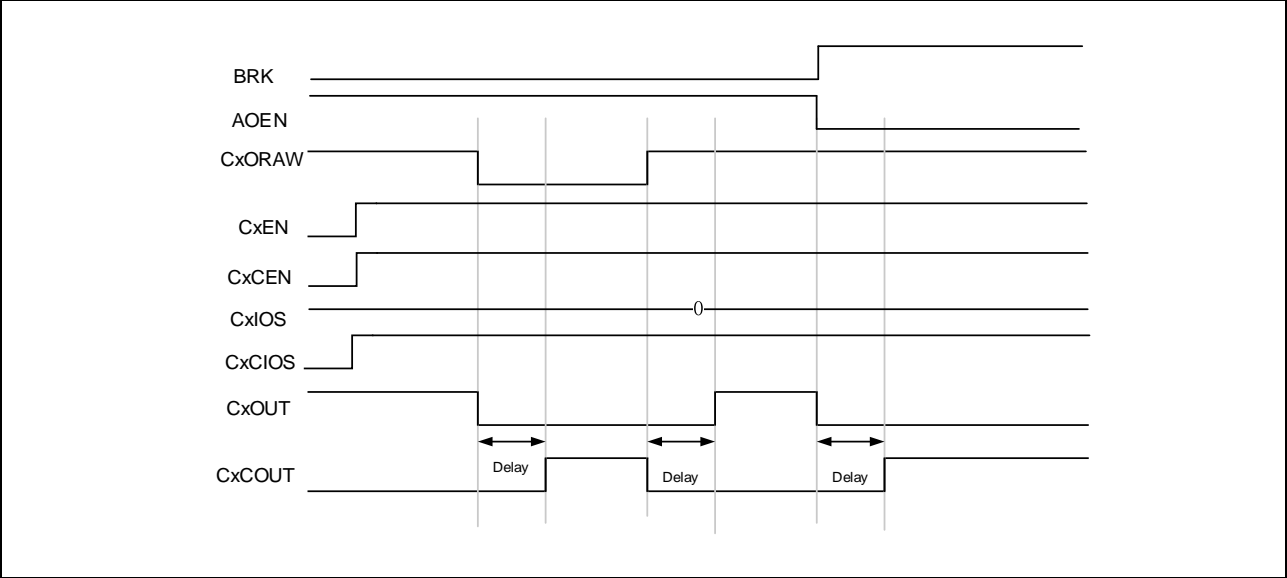 BRK
AOEN
CxORAW
CxEN
CxCEN
0
CxIOS
CxCIOS
CxOUT
Delay
Delay
Delay
CxCOUT